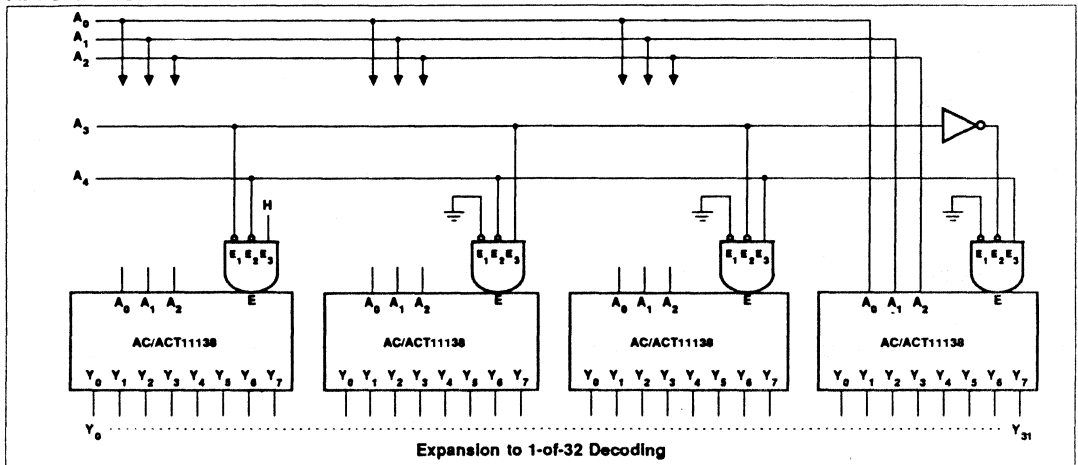 A0
A1
A2
A3
A4
H
E1 E2 E3
E1 E2 E3
E1 E2 E3
E1 E2 E3
E
E
E
E
A0 A1 A2
A0 A1 A2
A0 A1 A2
A0 A1 A2
AC/ACT11138
AC/ACT11138
AC/ACT11138
AC/ACT11138
Y0 Y1 Y2 Y3 Y4 Y5 Y6 Y7
Y0 Y1 Y2 Y3 Y4 Y5 Y6 Y7
Y0 Y1 Y2 Y3 Y4 Y5 Y6 Y7
Y0 Y1 Y2 Y3 Y4 Y5 Y6 Y7
Y0
Y31
Expansion to 1-of-32 Decoding